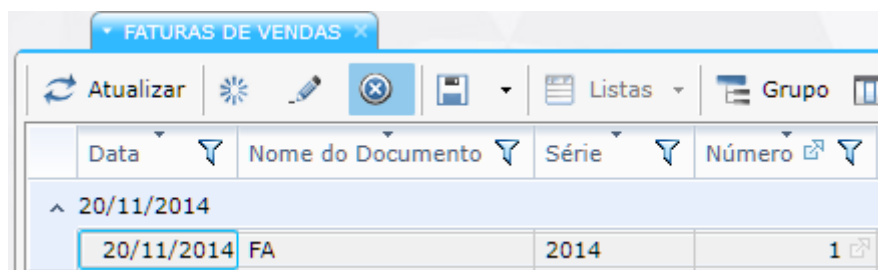 FATURAS DE VENDAS
Atualizar Listas Grupo
Data Nome do Documento Série Número
20/11/2014
20/11/2014 FA 2014 1